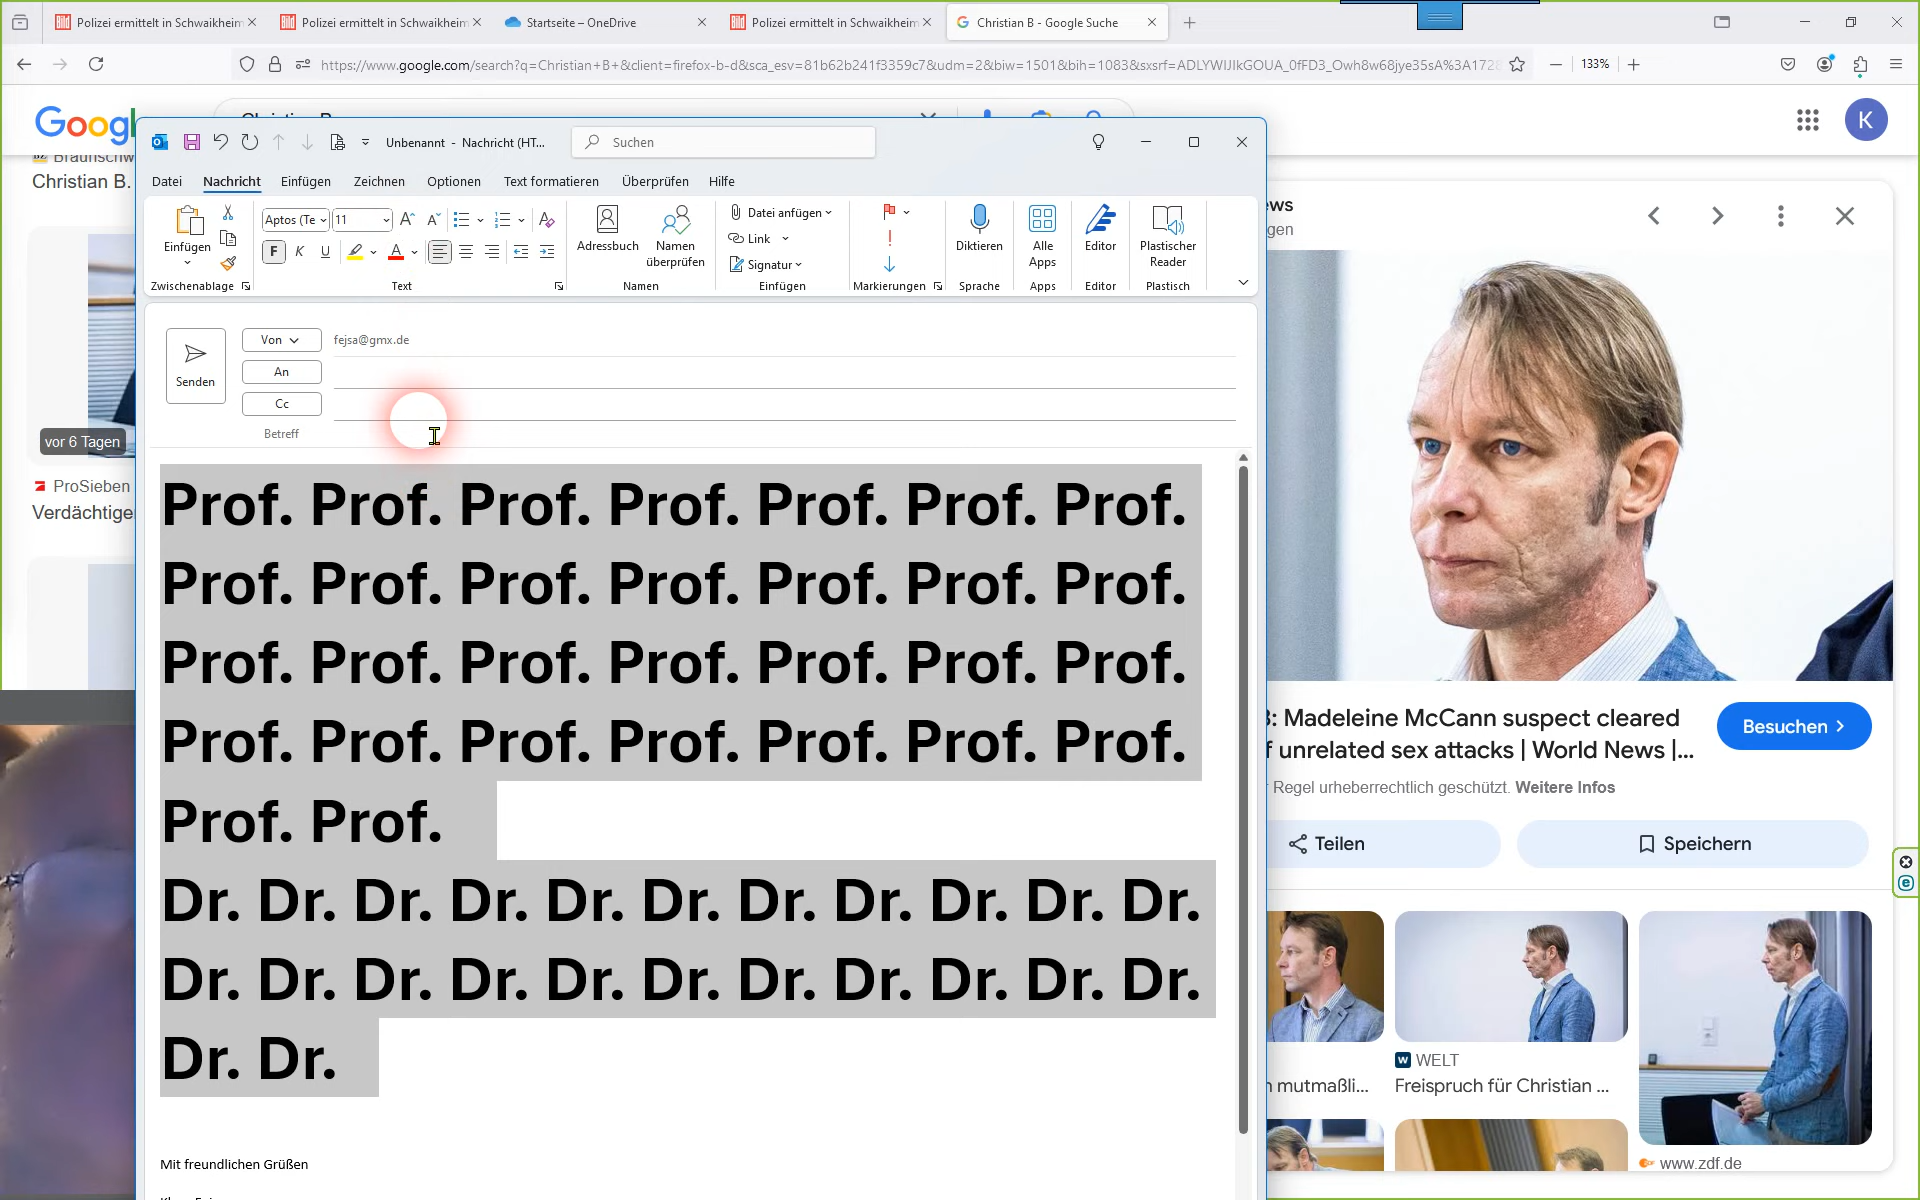 Polizei ermittelt in Schwaikheim
Polizei ermittelt in Schwaikheim
Startseite – OneDrive
Polizei ermittelt in Schwaikheim
Christian B - Google Suche
https://www.google.com/search?q=Christian+B+&client=firefox-b-d&sca_esv=81b62b241f3359c7&udm=2&biw=1501&bih=1083&sxsrf=ADLYWIJIkGOUA_0fFD3_Owh8w68jye35sA%3A172
133%
K
Christian B.
vor 6 Tagen
ProSieben
Unbenannt - Nachricht (HT...
Suchen
Datei Nachricht Einfügen Zeichnen Optionen Text formatieren Überprüfen Hilfe
Einfügen
Zwischenablage
Aptos (Te
11
F K U
Text
Adressbuch
Namen überprüfen
Namen
Datei anfügen
Link
Signatur
Einfügen
Markierungen
Diktieren
Sprache
Alle Apps
Apps
Editor
Editor
Plastischer Reader
Plastisch
Senden
Von
fejsa@gmx.de
An
Cc
Betreff
Prof. Prof. Prof. Prof. Prof. Prof. Prof.
Prof. Prof. Prof. Prof. Prof. Prof. Prof.
Prof. Prof. Prof. Prof. Prof. Prof. Prof.
Prof. Prof. Prof. Prof. Prof. Prof. Prof.
Prof. Prof.
Dr. Dr. Dr. Dr. Dr. Dr. Dr. Dr. Dr. Dr. Dr.
Dr. Dr. Dr. Dr. Dr. Dr. Dr. Dr. Dr. Dr. Dr.
Dr. Dr.
Mit freundlichen Grüßen
: Madeleine McCann suspect cleared
f unrelated sex attacks | World News |...
Besuchen
Regel urheberrechtlich geschützt. Weitere Infos
Teilen
Speichern
mutmaßli...
WELT
Freispruch für Christian ...
www.zdf.de